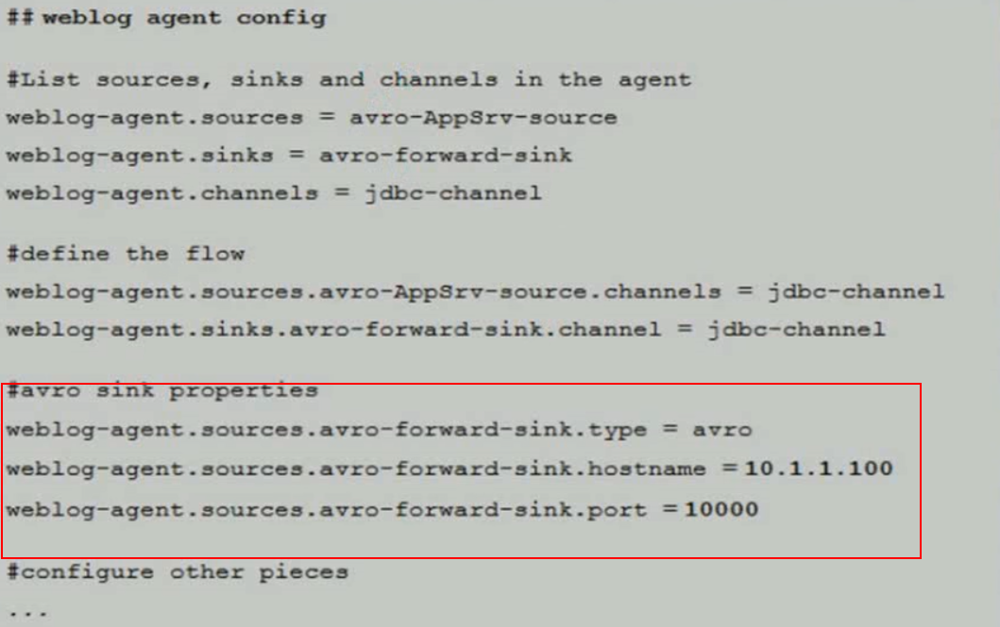 ## weblog agent config
#List sources, sinks and channels in the agent
weblog-agent.sources = avro-AppSrv-source
weblog-agent.sinks = avro-forward-sink
weblog-agent.channels = jdbc-channel
#define the flow
weblog-agent.sources.avro-AppSrv-source.channels = jdbc-channel
weblog-agent.sinks.avro-forward-sink.channel = jdbc-channel
#avro sink properties
weblog-agent.sources.avro-forward-sink.type = avro
weblog-agent.sources.avro-forward-sink.hostname = 10.1.1.100
weblog-agent.sources.avro-forward-sink.port = 10000
#configure other pieces
...